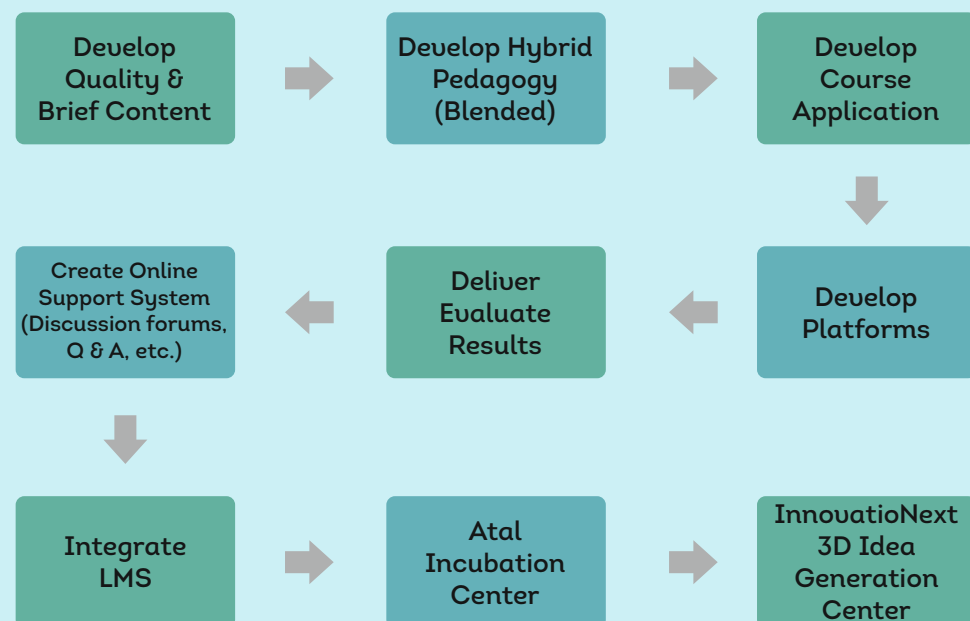 Develop
Quality &
Brief Content
Develop Hybrid
Pedagogy
(Blended)
Develop
Course
Application
Develop
Platforms
Deliver
Evaluate
Results
Create Online
Support System
(Discussion forums,
Q & A, etc.)
Integrate
LMS
Atal
Incubation
Center
InnovatioNext
3D Idea
Generation
Center